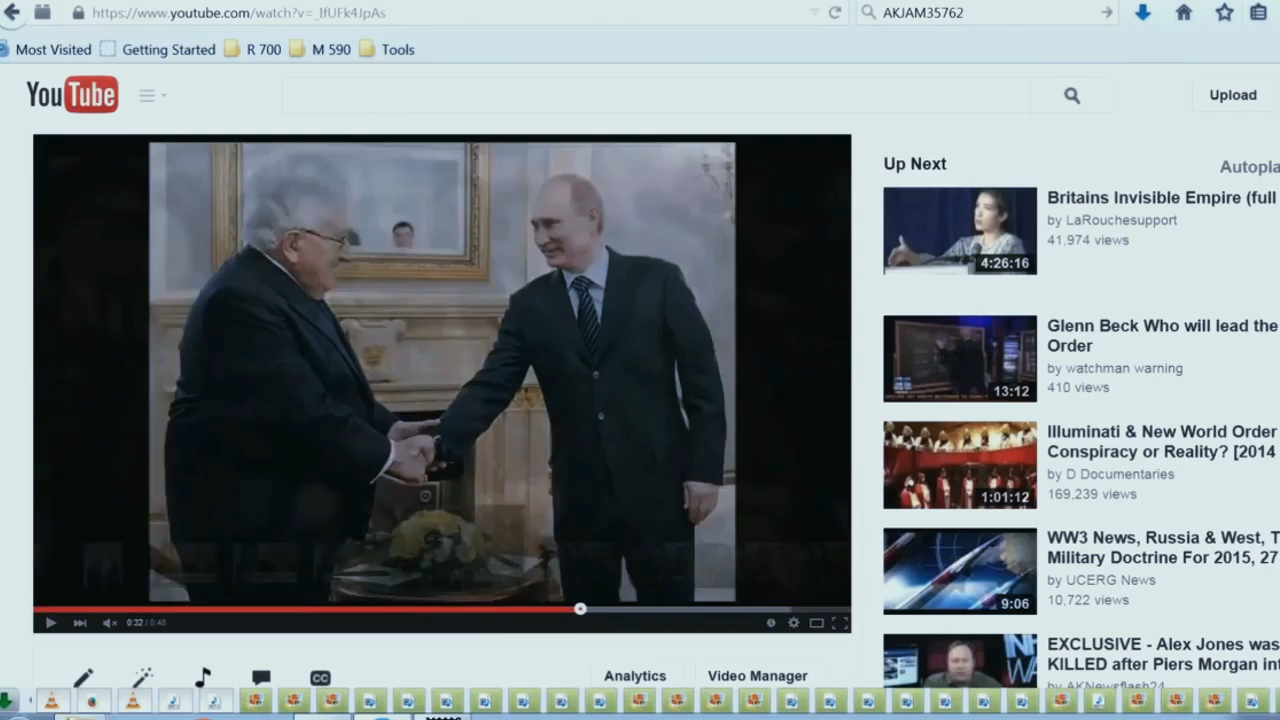 https://www.youtube.com/watch?v=_IfUFk4JpAs
AKJAM35762
Most Visited
Getting Started
R 700
M 590
Tools
YouTube
Upload
Up Next
Autopla
Britains Invisible Empire (full
by LaRouchesupport
41,974 views
4:26:16
Glenn Beck Who will lead the
Order
by watchman warning
410 views
13:12
Illuminati & New World Order
Conspiracy or Reality? [2014
by D Documentaries
169,239 views
1:01:12
WW3 News, Russia & West, T
Military Doctrine For 2015, 27
by UCERG News
10,722 views
9:06
EXCLUSIVE - Alex Jones was
KILLED after Piers Morgan int
by AKNewsflash24
0:32 / 0:48
CC
Analytics
Video Manager